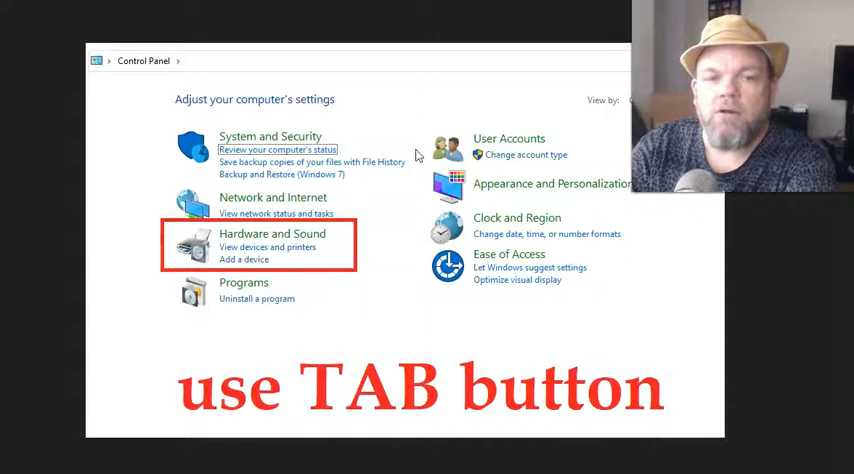 Control Panel
Adjust your computer's settings
View by:
System and Security
Review your computer's status
Save backup copies of your files with File History
Backup and Restore (Windows 7)
Network and Internet
View network status and tasks
Hardware and Sound
View devices and printers
Add a device
Programs
Uninstall a program
User Accounts
Change account type
Appearance and Personalization
Clock and Region
Change date, time, or number formats
Ease of Access
Let Windows suggest settings
Optimize visual display
use TAB button